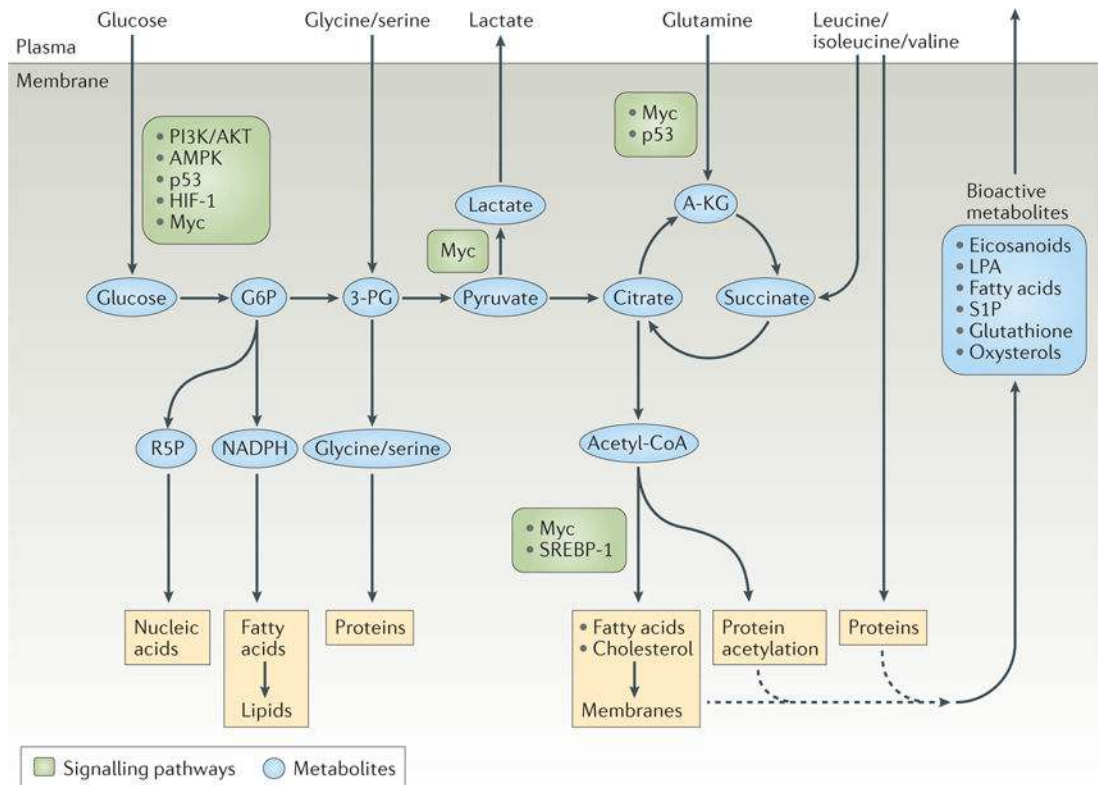 Glucose
Glycine/serine
Lactate
Glutamine
Leucine/
isoleucine/valine
Plasma
Membrane
• PI3K/AKT
• AMPK
• p53
• HIF-1
• Myc
• Myc
• p53
Bioactive
metabolites
• Eicosanoids
• LPA
• Fatty acids
• S1P
• Glutathione
• Oxysterols
Lactate
A-KG
Myc
Glucose
G6P
3-PG
Pyruvate
Citrate
Succinate
R5P
NADPH
Glycine/serine
Acetyl-CoA
• Myc
• SREBP-1
Nucleic
acids
Fatty
acids
Lipids
Proteins
• Fatty acids
• Cholesterol
Membranes
Protein
acetylation
Proteins
Signalling pathways
Metabolites